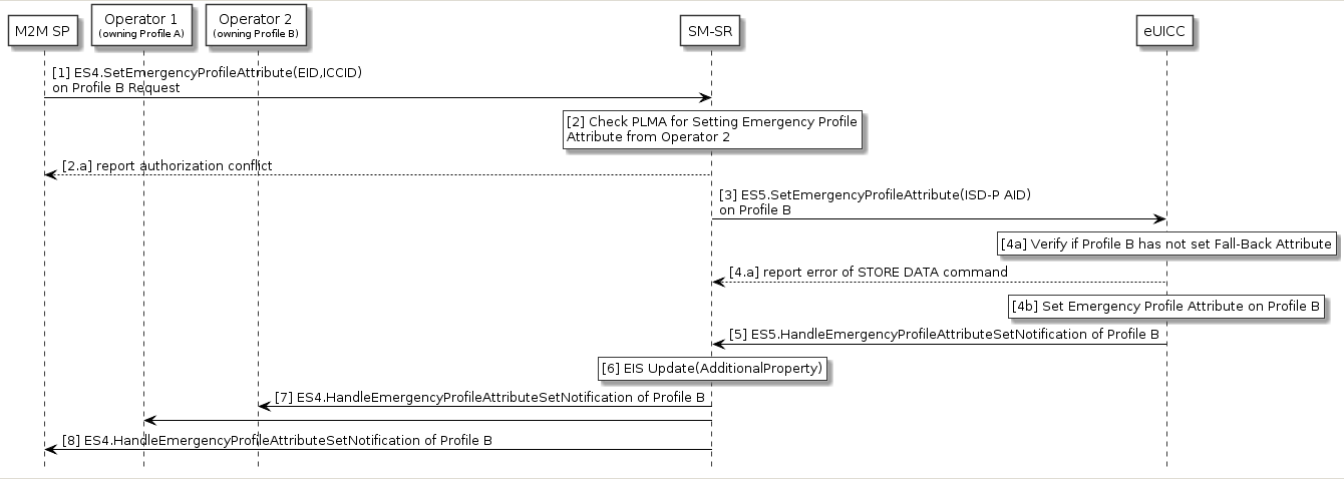 M2M SP
Operator 1
(owning Profile A)
Operator 2
(owning Profile B)
SM-SR
eUICC
[1] ES4.SetEmergencyProfileAttribute(EID,ICCID)
on Profile B Request
[2] Check PLMA for Setting Emergency Profile
Attribute from Operator 2
[2.a] report authorization conflict
[3] ES5.SetEmergencyProfileAttribute(ISD-P AID)
on Profile B
[4a] Verify if Profile B has not set Fall-Back Attribute
[4.a] report error of STORE DATA command
[4b] Set Emergency Profile Attribute on Profile B
[5] ES5.HandleEmergencyProfileAttributeSetNotification of Profile B
[6] EIS Update(AdditionalProperty)
[7] ES4.HandleEmergencyProfileAttributeSetNotification of Profile B
[8] ES4.HandleEmergencyProfileAttributeSetNotification of Profile B